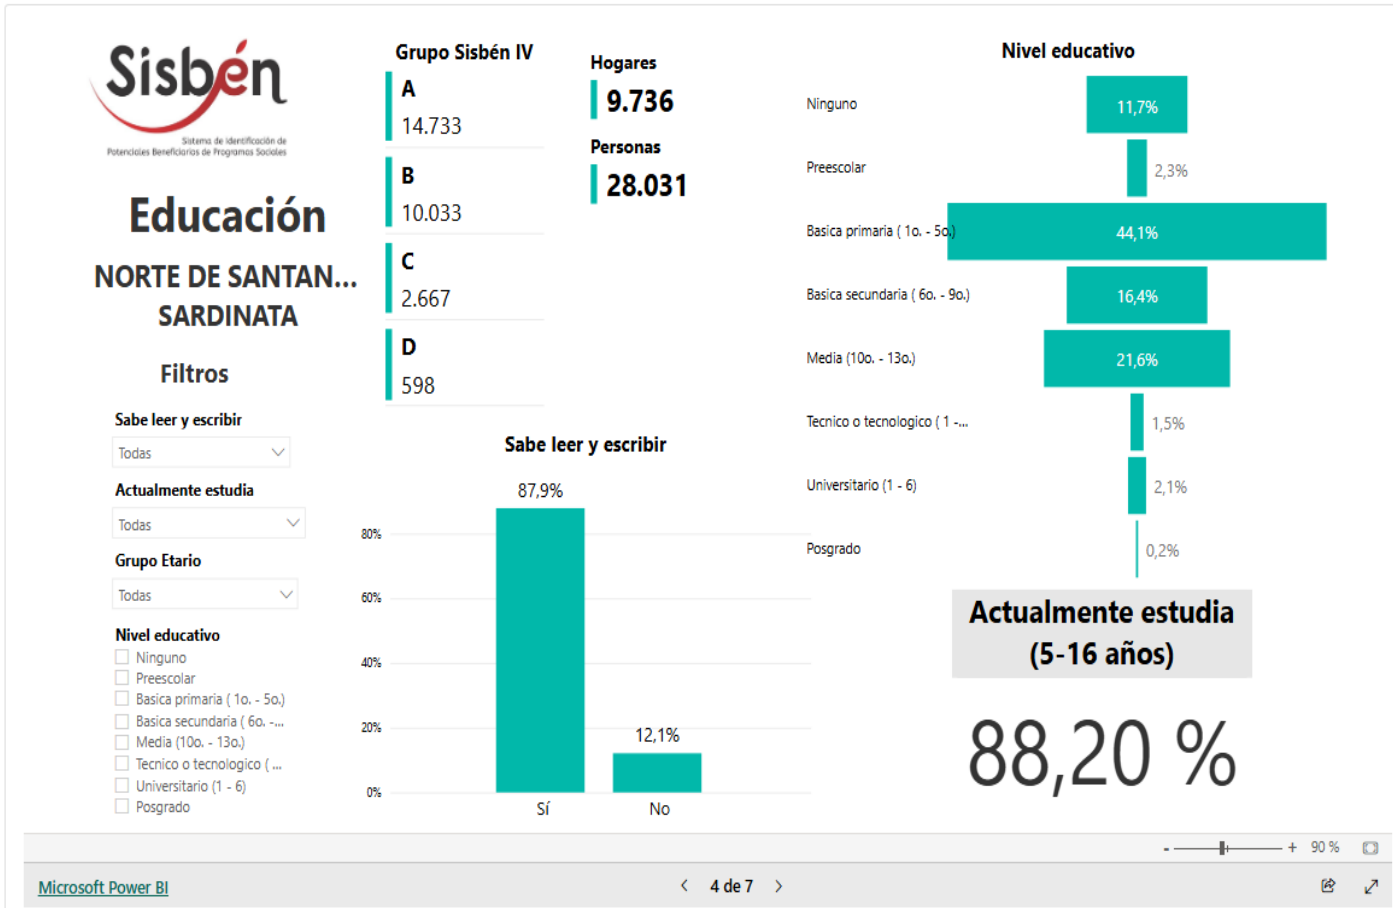 Sisbén
Sistema de Identificación de
Potenciales Beneficiarios de Programas Sociales
Educación
NORTE DE SANTAN...
SARDINATA
Filtros
Sabe leer y escribir
Todas
Actualmente estudia
Todas
Grupo Etario
Todas
Nivel educativo
Ninguno
Preescolar
Basica primaria ( 1o. - 5o.)
Basica secundaria ( 6o. -...
Media (10o. - 13o.)
Tecnico o tecnologico ( ...
Universitario (1 - 6)
Posgrado
Grupo Sisbén IV
A
14.733
B
10.033
C
2.667
D
598
Hogares
9.736
Personas
28.031
Sabe leer y escribir
87,9%
80%
60%
40%
20%
12,1%
0%
Sí No
Nivel educativo
Ninguno 11,7%
Preescolar 2,3%
Basica primaria ( 1o. - 5o.) 44,1%
Basica secundaria ( 6o. - 9o.) 16,4%
Media (10o. - 13o.) 21,6%
Tecnico o tecnologico ( 1 -... 1,5%
Universitario (1 - 6) 2,1%
Posgrado 0,2%
Actualmente estudia
(5-16 años)
88,20 %
- + 90 %
Microsoft Power BI
< 4 de 7 >